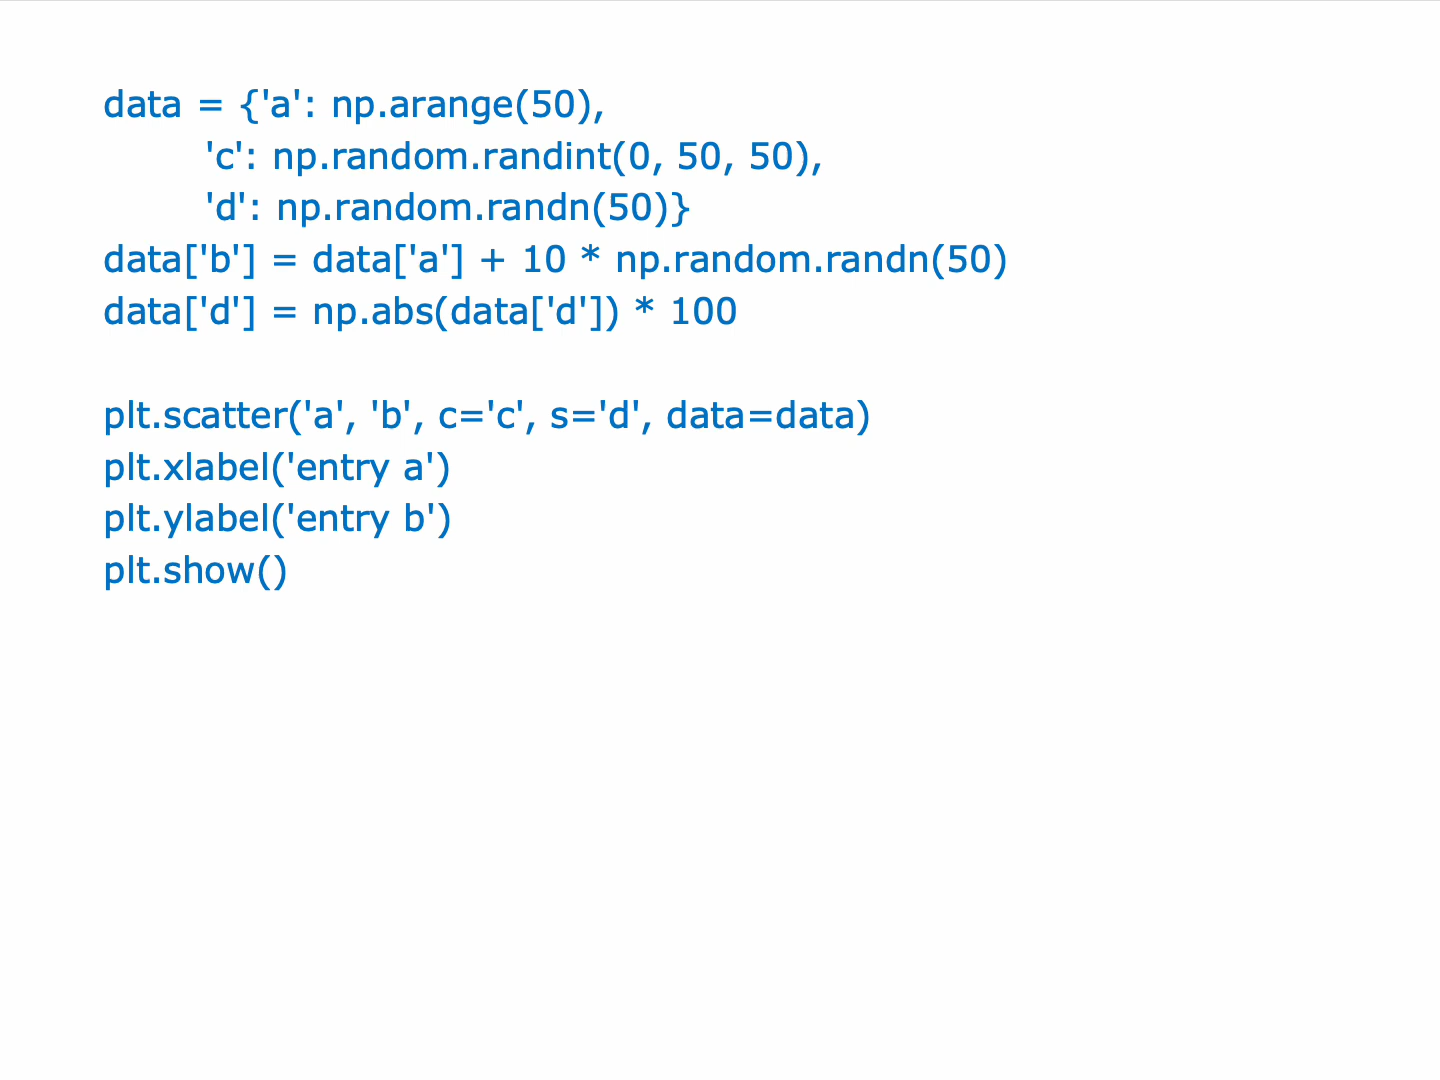 data = {'a': np.arange(50),
'c': np.random.randint(0, 50, 50),
'd': np.random.randn(50)}
data['b'] = data['a'] + 10 * np.random.randn(50)
data['d'] = np.abs(data['d']) * 100
plt.scatter('a', 'b', c='c', s='d', data=data)
plt.xlabel('entry a')
plt.ylabel('entry b')
plt.show()